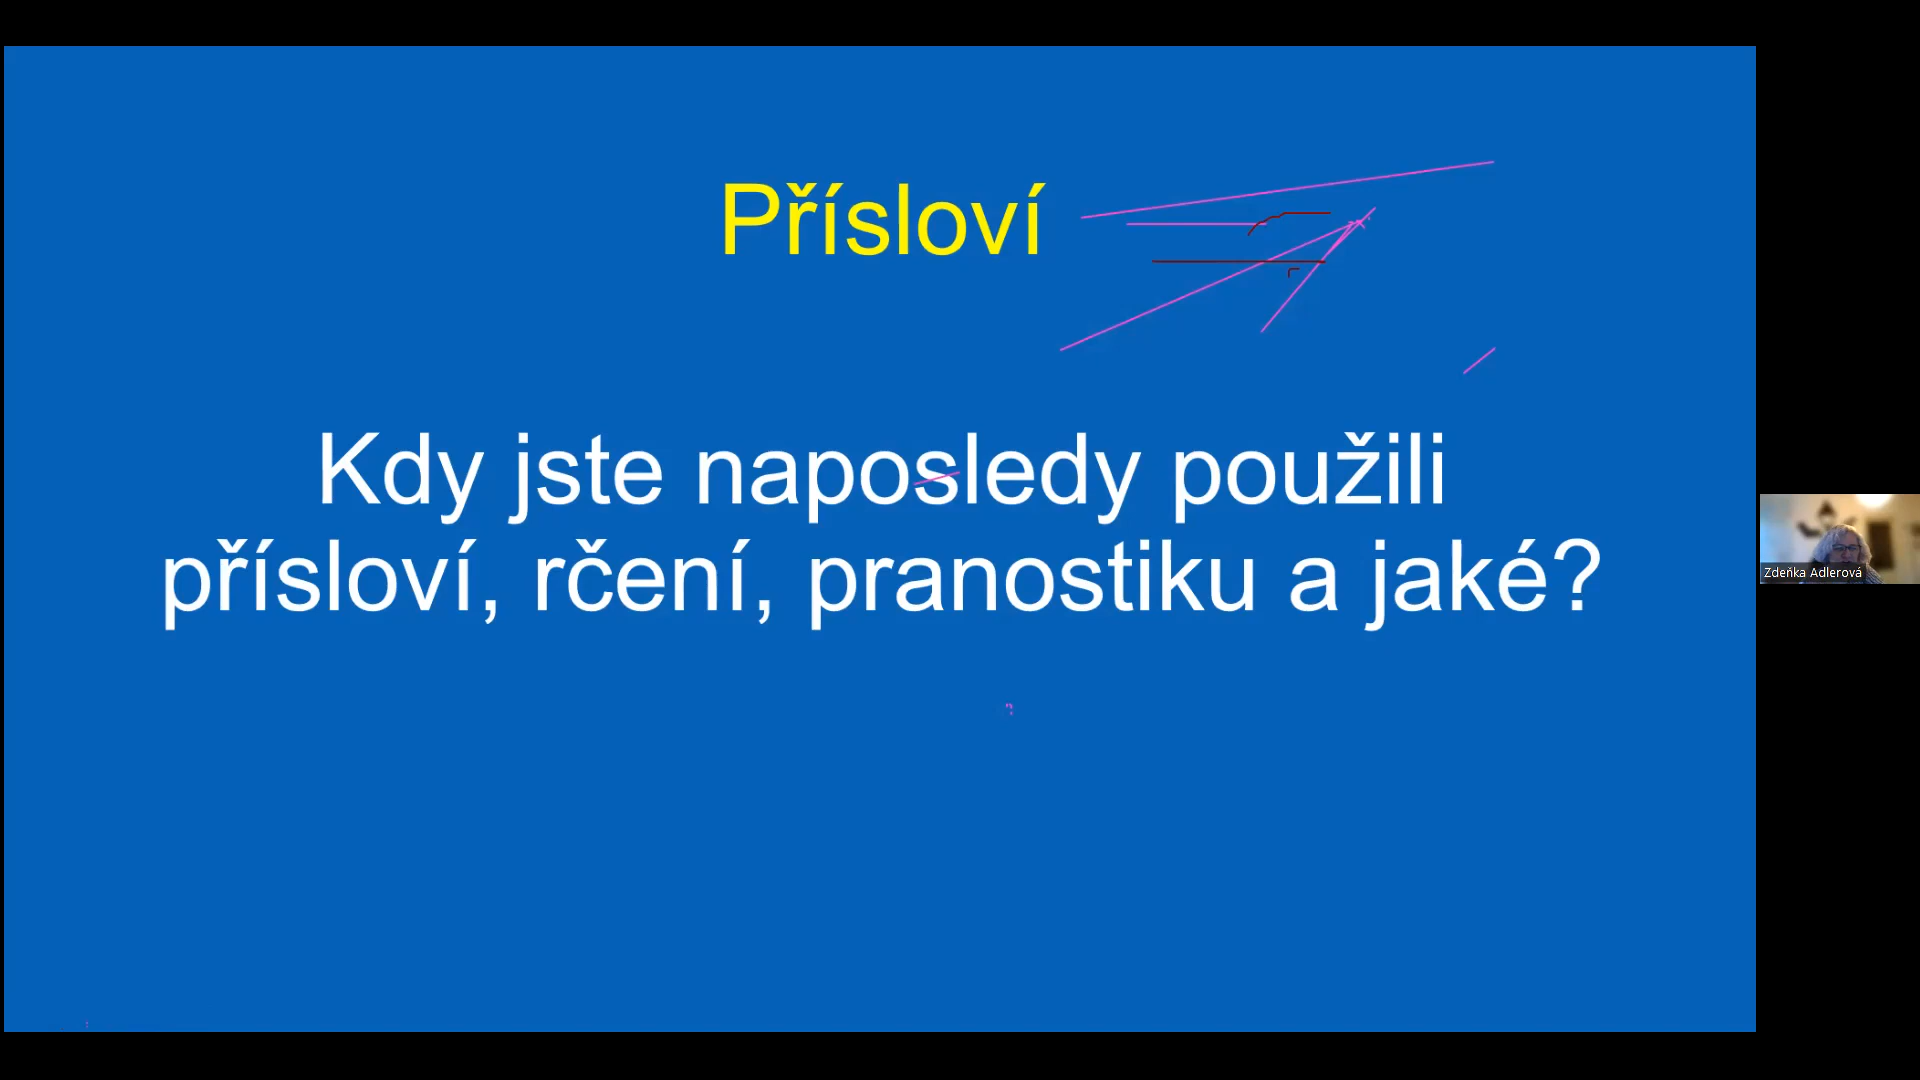 Přísloví
Kdy jste naposledy použili
přísloví, rčení, pranostiku a jaké?
Zdeňka Adlerová